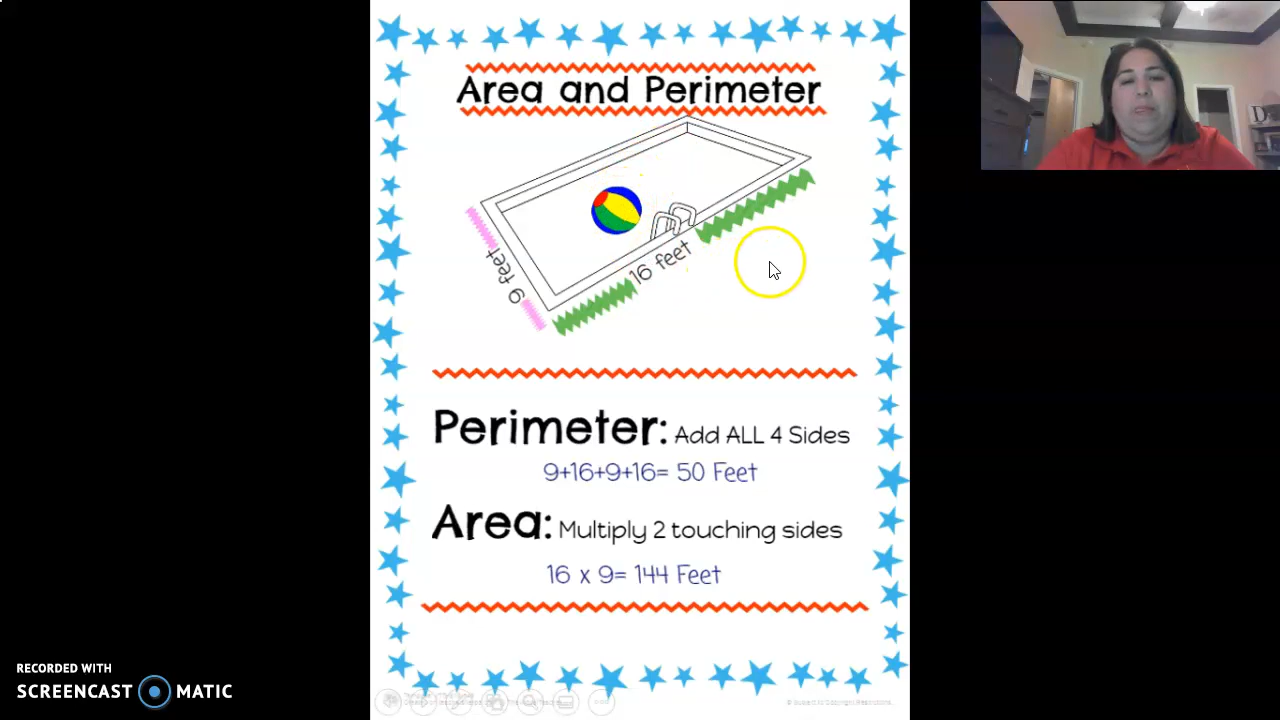 Area and Perimeter
9 feet
16 feet
Perimeter: Add ALL 4 Sides
9+16+9+16= 50 Feet
Area: Multiply 2 touching sides
16 x 9= 144 Feet
RECORDED WITH
SCREENCAST MATIC
D